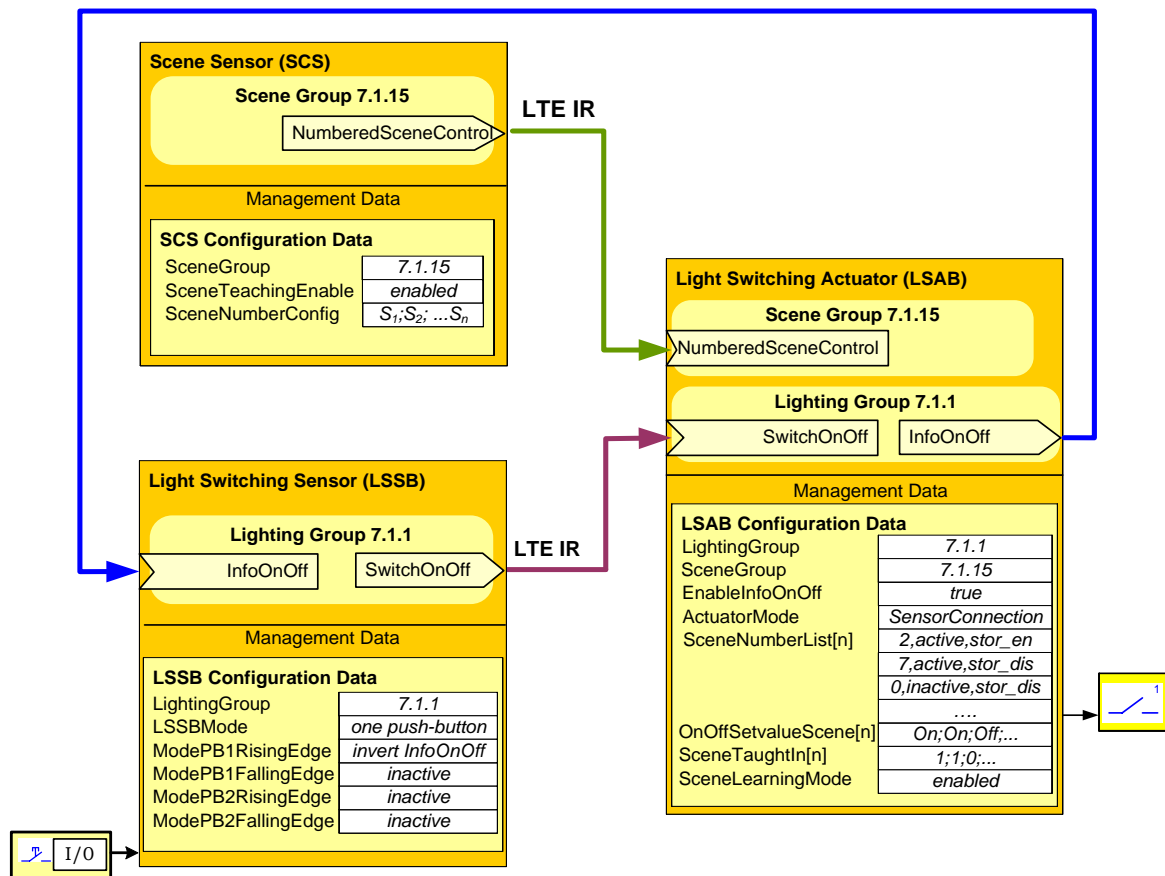 Scene Sensor (SCS)
Scene Group 7.1.15
NumberedSceneControl
LTE IR
Management Data
SCS Configuration Data
SceneGroup 7.1.15
SceneTeachingEnable enabled
SceneNumberConfig S1;S2; ...Sn
Light Switching Actuator (LSAB)
Scene Group 7.1.15
NumberedSceneControl
Lighting Group 7.1.1
SwitchOnOff InfoOnOff
Management Data
LSAB Configuration Data
LightingGroup 7.1.1
SceneGroup 7.1.15
EnableInfoOnOff true
ActuatorMode SensorConnection
SceneNumberList[n] 2,active,stor_en
7,active,stor_dis
0,inactive,stor_dis
....
OnOffSetvalueScene[n] On;On;Off;...
SceneTaughtIn[n] 1;1;0;...
SceneLearningMode enabled
1
Light Switching Sensor (LSSB)
Lighting Group 7.1.1
InfoOnOff SwitchOnOff
LTE IR
Management Data
LSSB Configuration Data
LightingGroup 7.1.1
LSSBMode one push-button
ModePB1RisingEdge invert InfoOnOff
ModePB1FallingEdge inactive
ModePB2RisingEdge inactive
ModePB2FallingEdge inactive
I/0